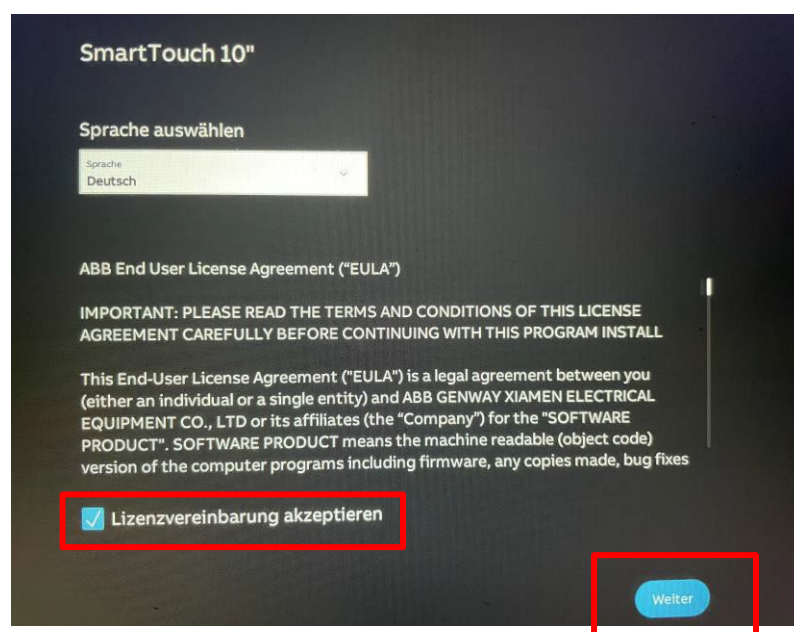 SmartTouch 10"
Sprache auswählen
Sprache
Deutsch
ABB End User License Agreement ("EULA")
IMPORTANT: PLEASE READ THE TERMS AND CONDITIONS OF THIS LICENSE
AGREEMENT CAREFULLY BEFORE CONTINUING WITH THIS PROGRAM INSTALL
This End-User License Agreement ("EULA") is a legal agreement between you
(either an individual or a single entity) and ABB GENWAY XIAMEN ELECTRICAL
EQUIPMENT CO., LTD or its affiliates (the “Company”) for the "SOFTWARE
PRODUCT". SOFTWARE PRODUCT means the machine readable (object code)
version of the computer programs including firmware, any copies made, bug fixes
Lizenzvereinbarung akzeptieren
Weiter